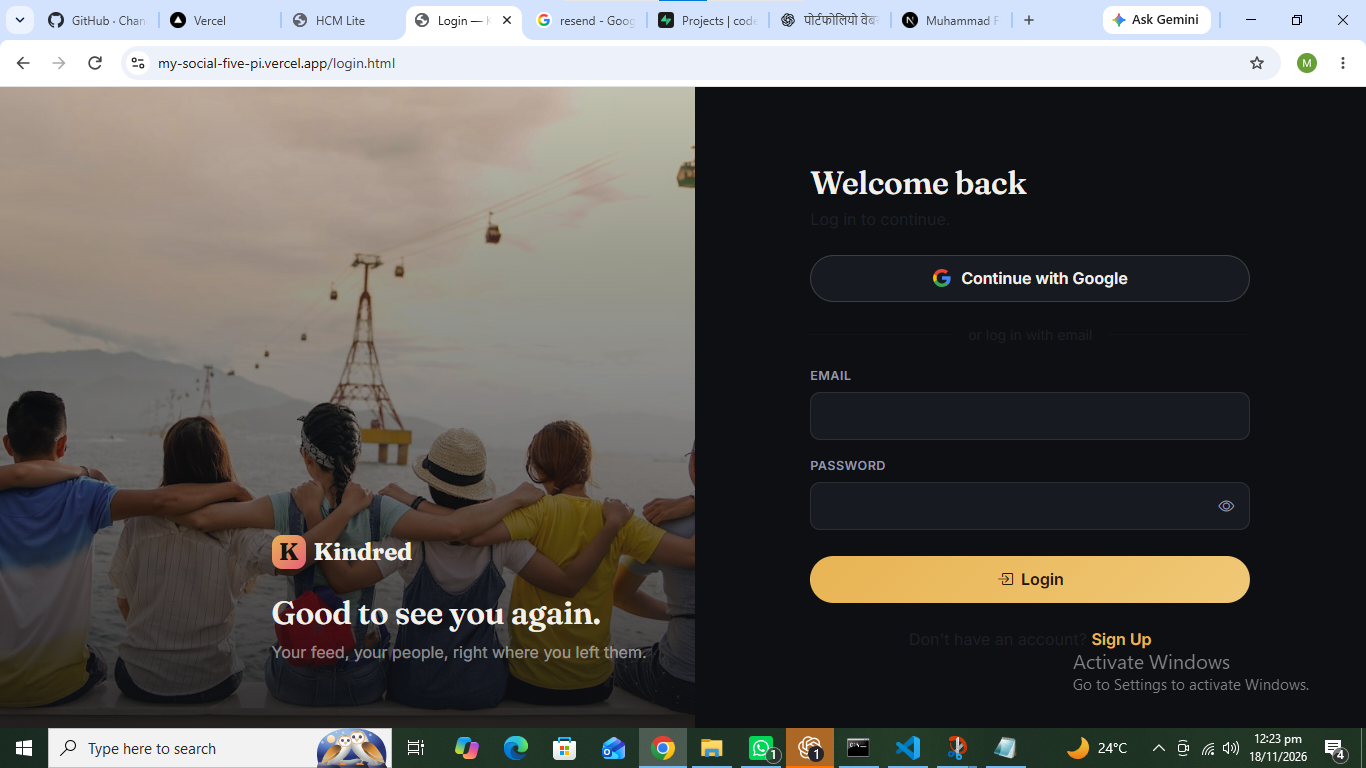 GitHub - Chan
Vercel
HCM Lite
Login — K
resend - Goog
Projects | code
पोर्टफोलियो वेब
Muhammad F
Ask Gemini
my-social-five-pi.vercel.app/login.html
M
Welcome back
Log in to continue.
Continue with Google
or log in with email
EMAIL
PASSWORD
Login
Don't have an account? Sign Up
K Kindred
Good to see you again.
Your feed, your people, right where you left them.
Activate Windows
Go to Settings to activate Windows.
Type here to search
1
1
24°C
12:23 pm
18/11/2026
4